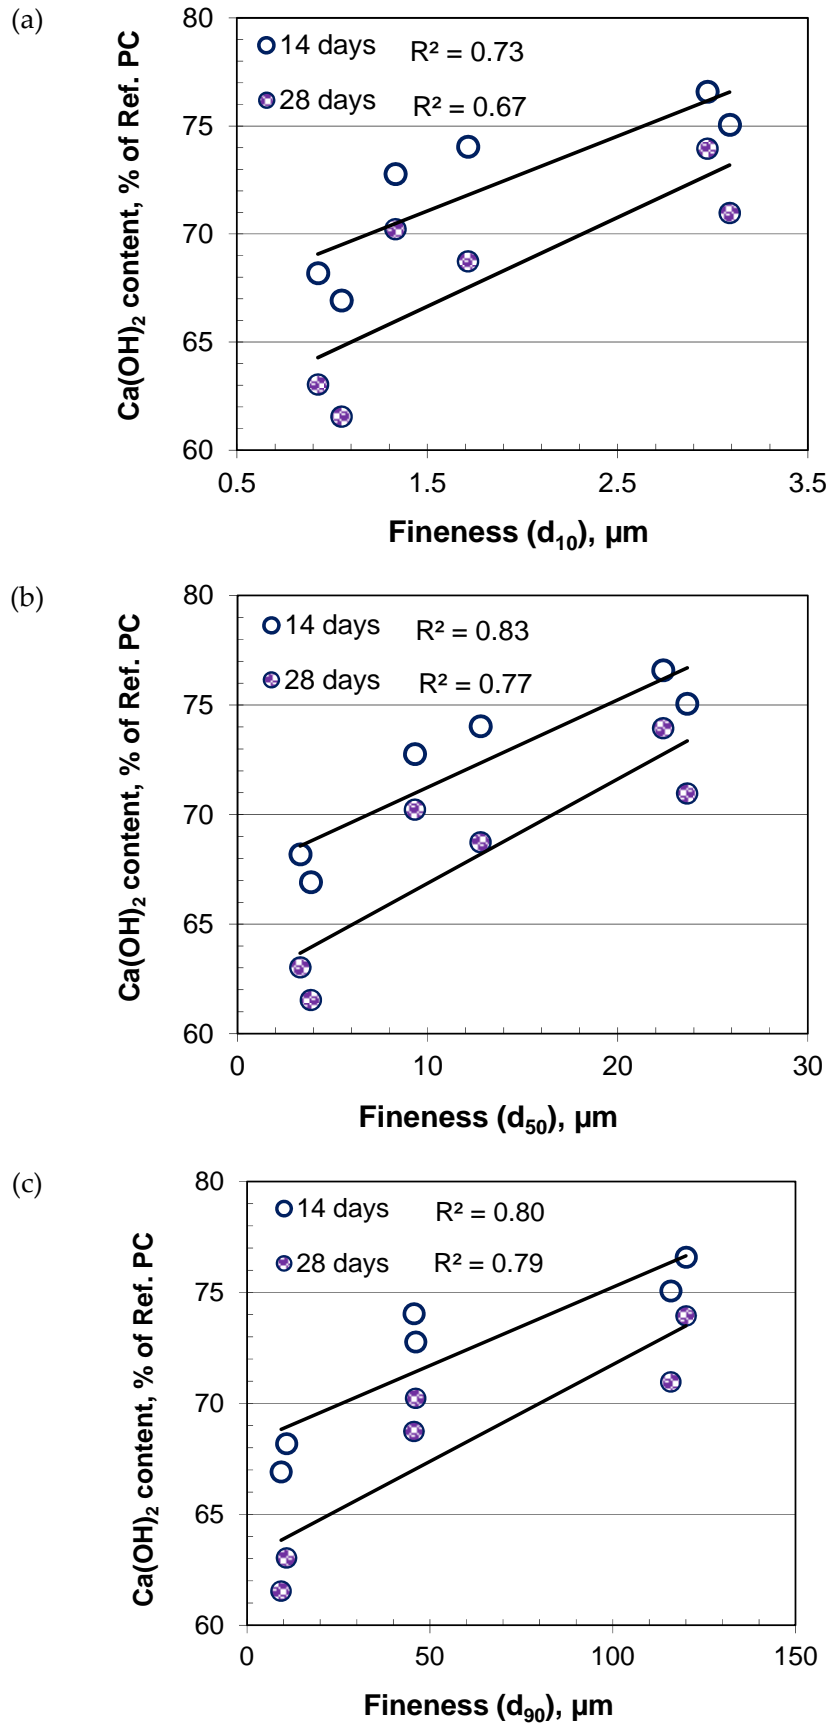 (a)
Ca(OH)₂ content, % of Ref. PC
80
75
70
65
60
14 days R² = 0.73
28 days R² = 0.67
0.5 1.5 2.5 3.5
Fineness (d₁₀), µm
(b)
Ca(OH)₂ content, % of Ref. PC
80
75
70
65
60
14 days R² = 0.83
28 days R² = 0.77
0 10 20 30
Fineness (d₅₀), µm
(c)
Ca(OH)₂ content, % of Ref. PC
80
75
70
65
60
14 days R² = 0.80
28 days R² = 0.79
0 50 100 150
Fineness (d₉₀), µm